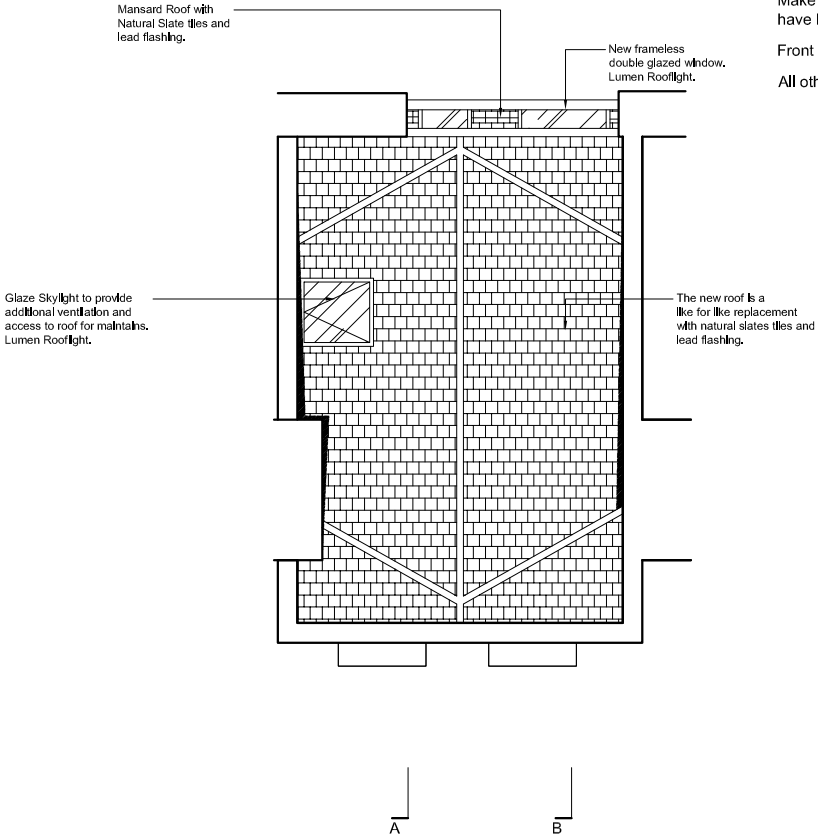 Mansard Roof with
Natural Slate tiles and
lead flashing.
Make
have
Front
All
New frameless
double glazed window.
Lumen Rooflight.
Glaze Skylight to provide
additional ventilation and
access to roof for maintains.
Lumen Rooflight.
The new roof is a
like for like replacement
with natural slates tiles and
lead flashing.
A
B